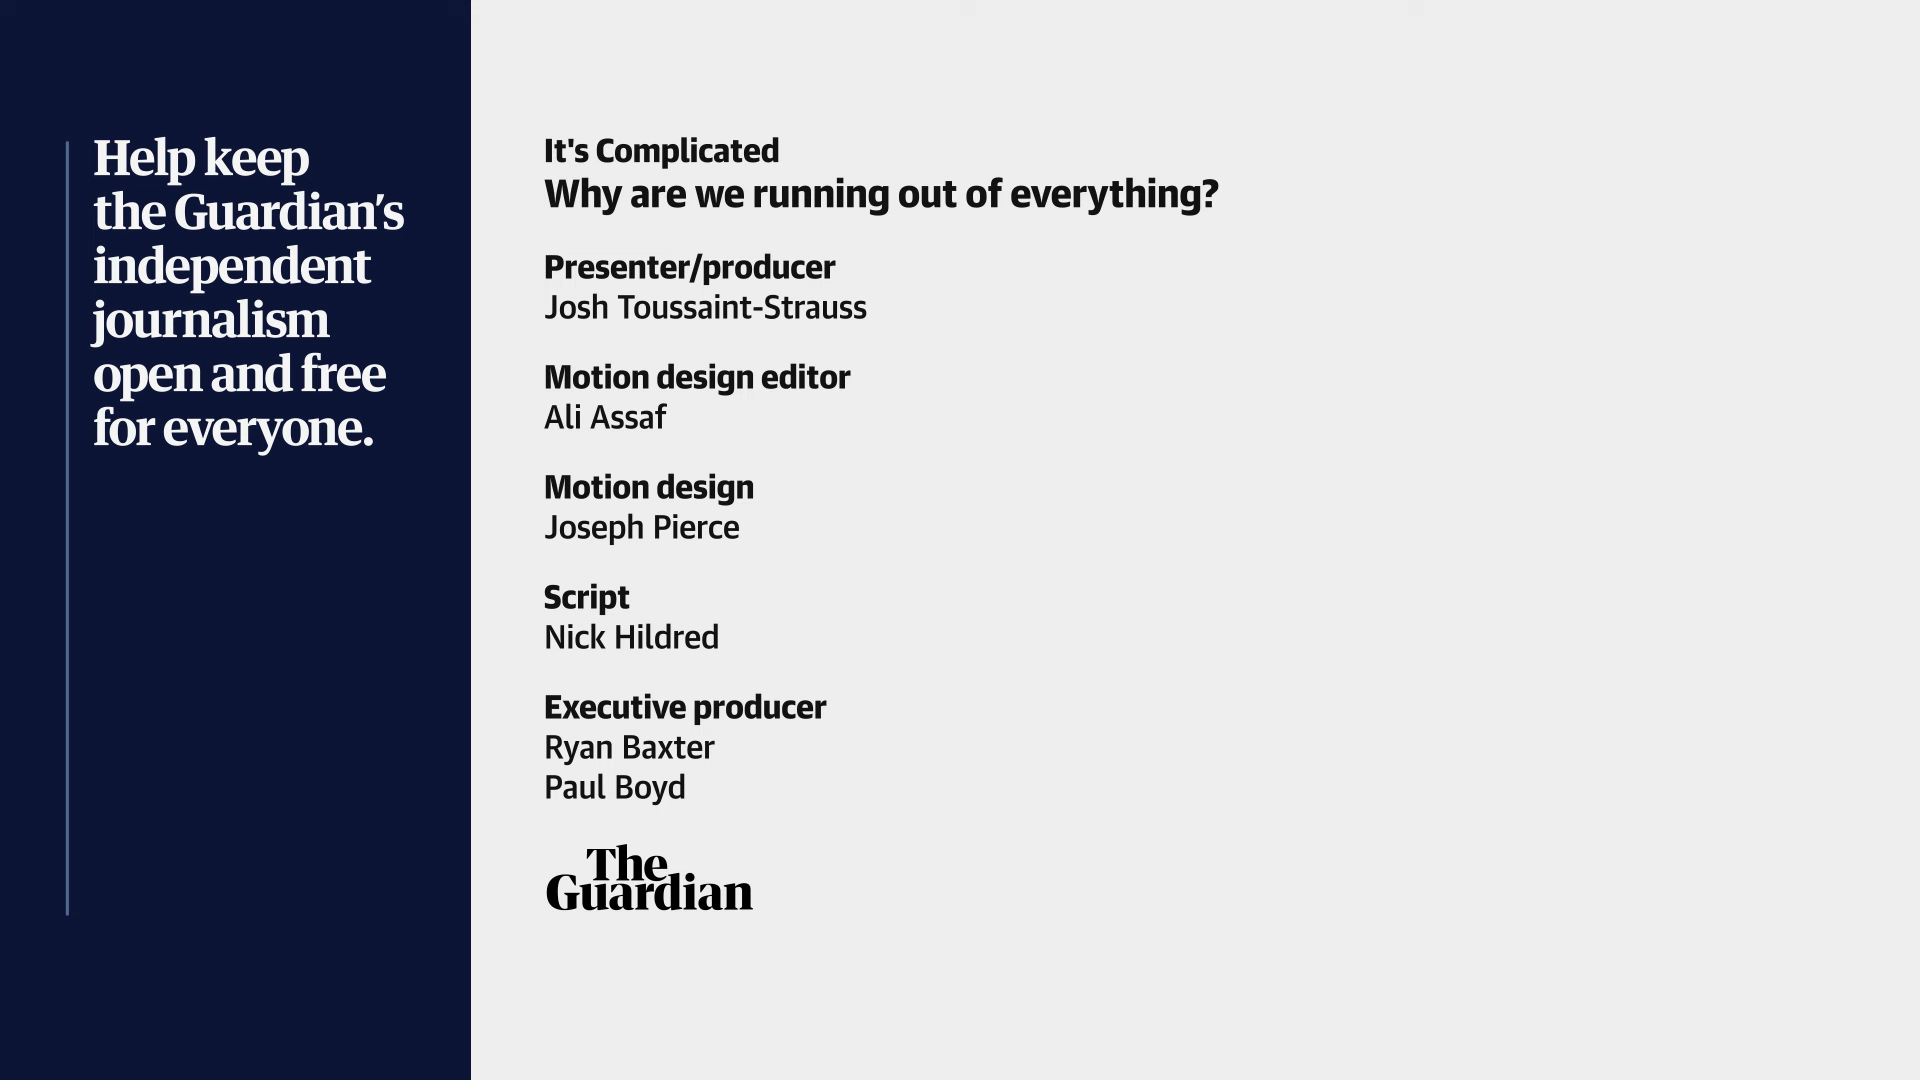 Help keep
the Guardian’s
independent
journalism
open and free
for everyone.
It's Complicated
Why are we running out of everything?
Presenter/producer
Josh Toussaint-Strauss
Motion design editor
Ali Assaf
Motion design
Joseph Pierce
Script
Nick Hildred
Executive producer
Ryan Baxter
Paul Boyd
The
Guardian